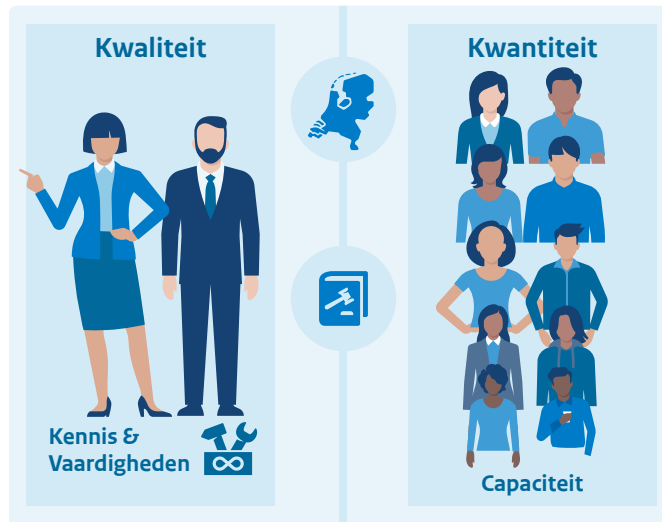 Kwaliteit
Kennis &
Vaardigheden
Kwantiteit
Capaciteit